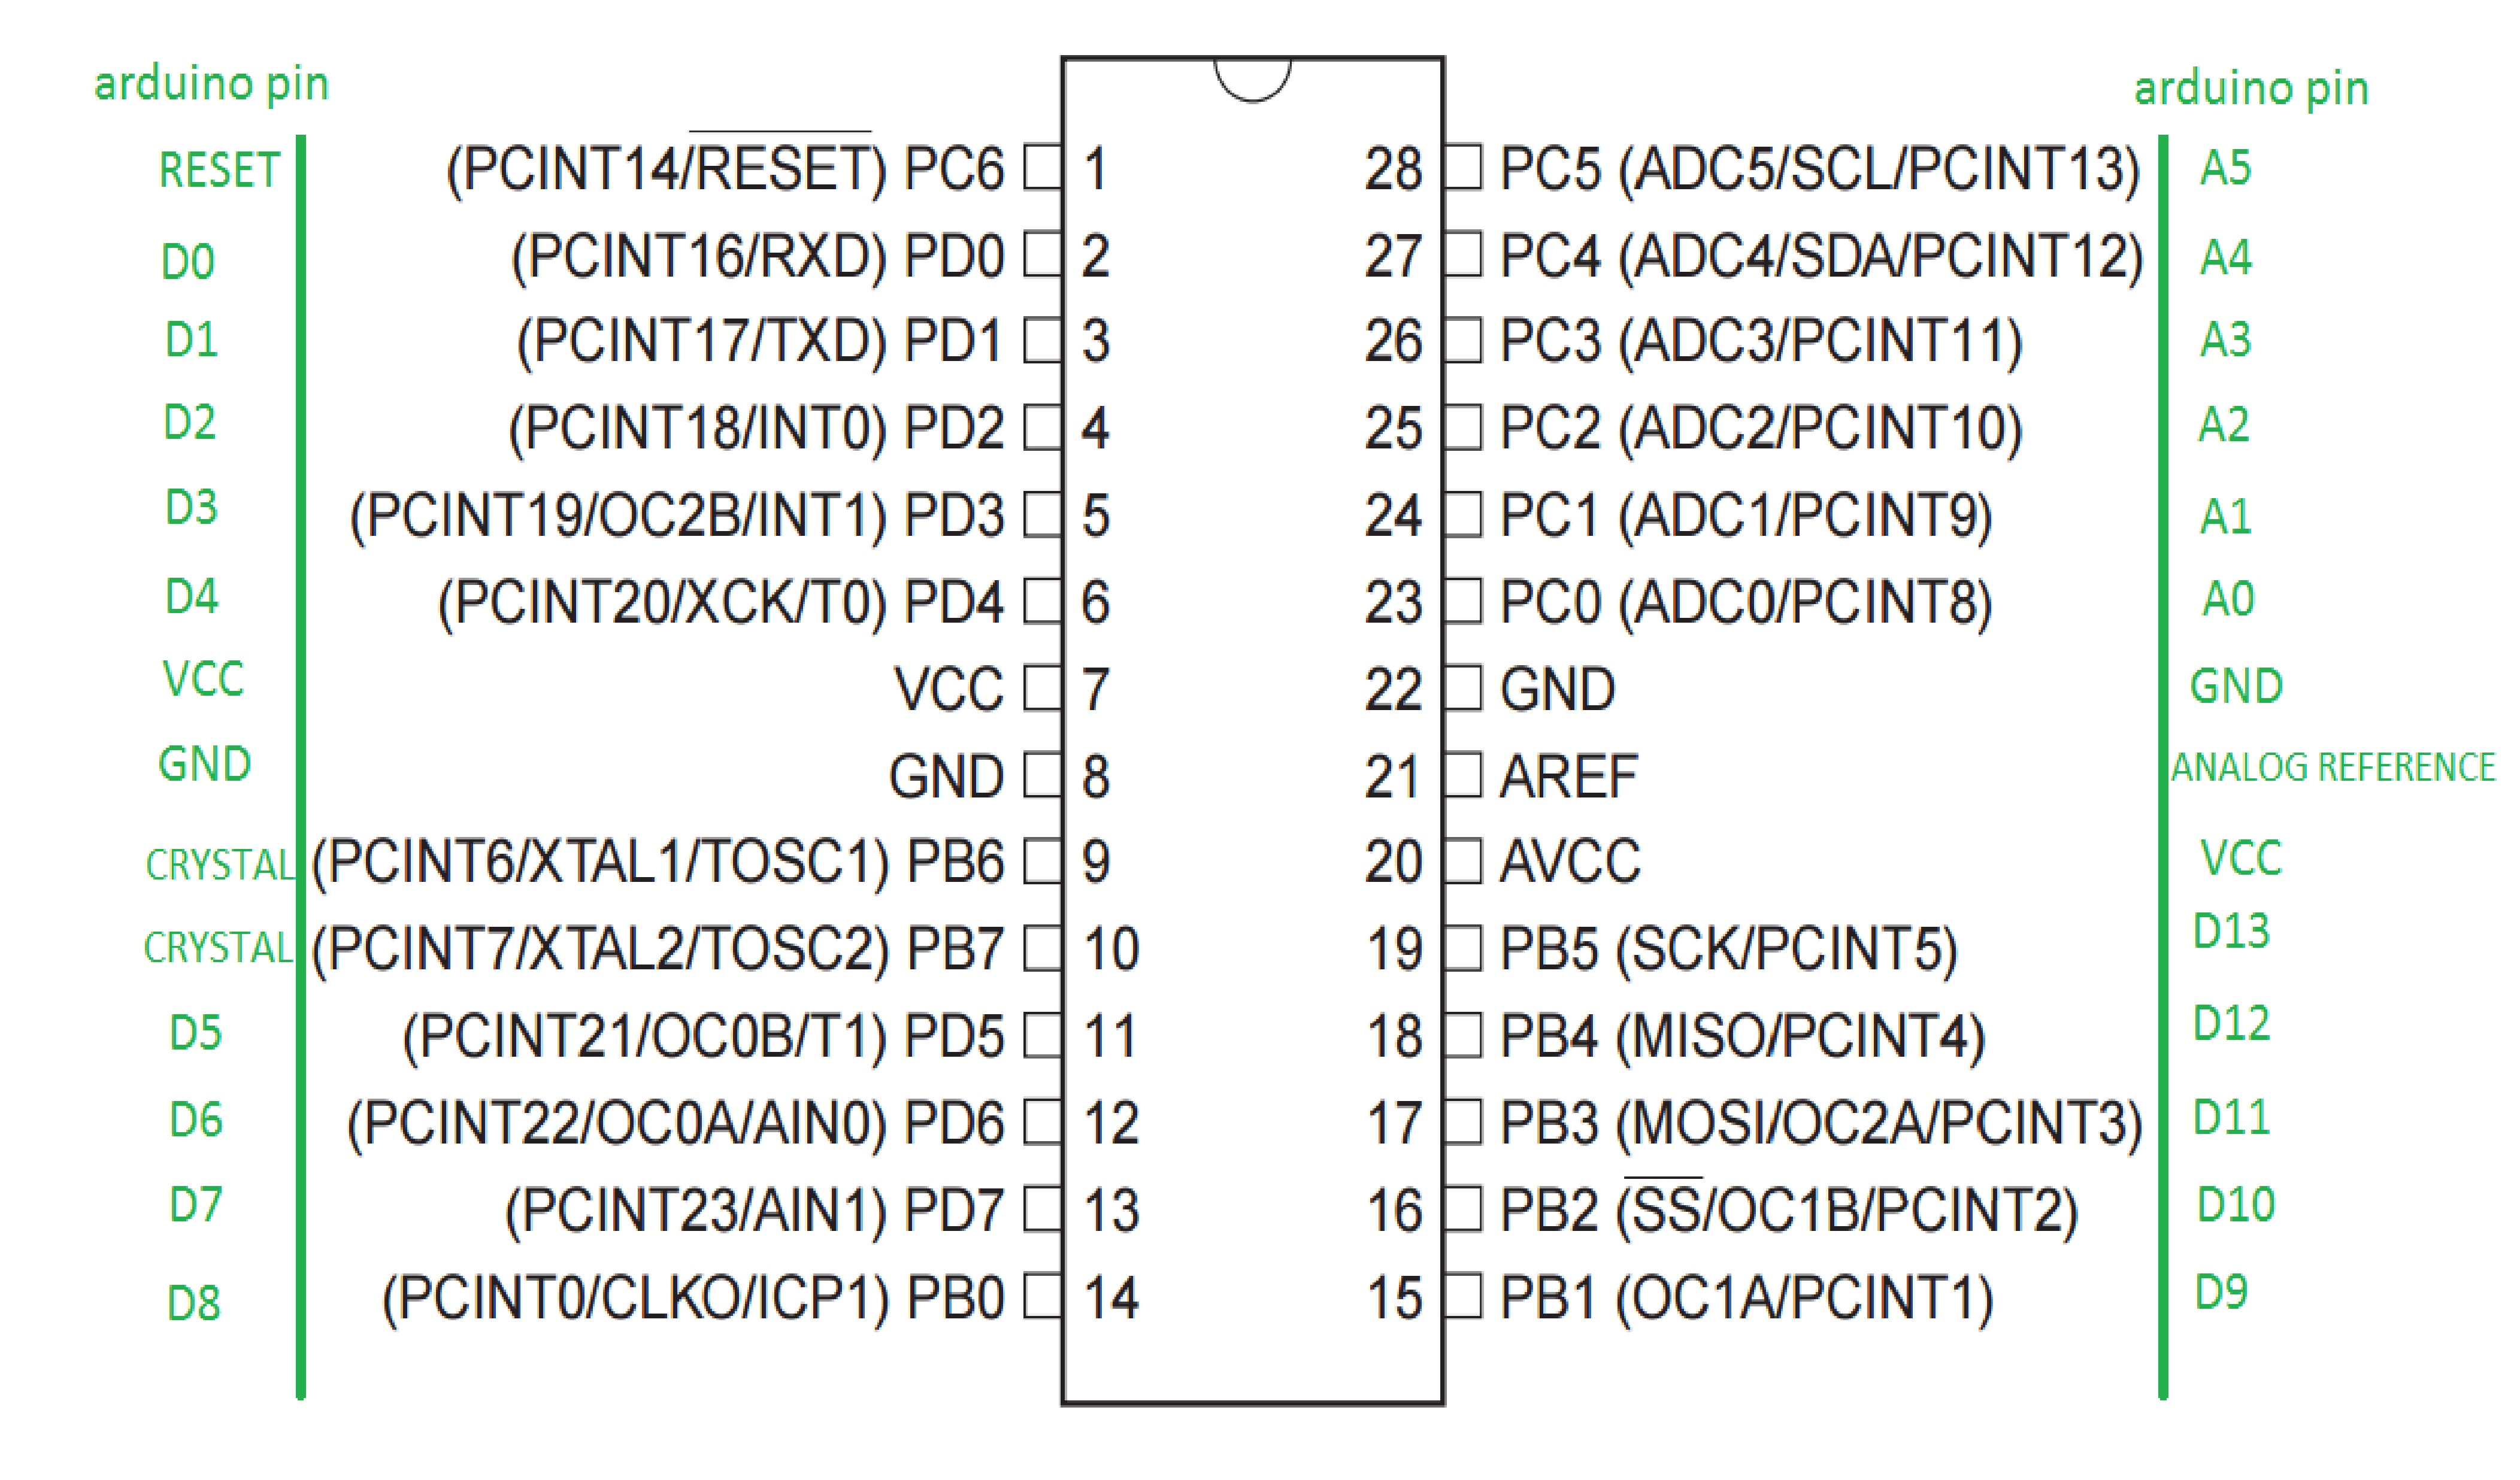 arduino pin arduino pin
RESET (PCINT14/RESET) PC6 1 28 PC5 (ADC5/SCL/PCINT13) A5
D0 (PCINT16/RXD) PD0 2 27 PC4 (ADC4/SDA/PCINT12) A4
D1 (PCINT17/TXD) PD1 3 26 PC3 (ADC3/PCINT11) A3
D2 (PCINT18/INT0) PD2 4 25 PC2 (ADC2/PCINT10) A2
D3 (PCINT19/OC2B/INT1) PD3 5 24 PC1 (ADC1/PCINT9) A1
D4 (PCINT20/XCK/T0) PD4 6 23 PC0 (ADC0/PCINT8) A0
VCC VCC 7 22 GND GND
GND GND 8 21 AREF ANALOG REFERENCE
CRYSTAL (PCINT6/XTAL1/TOSC1) PB6 9 20 AVCC VCC
CRYSTAL (PCINT7/XTAL2/TOSC2) PB7 10 19 PB5 (SCK/PCINT5) D13
D5 (PCINT21/OC0B/T1) PD5 11 18 PB4 (MISO/PCINT4) D12
D6 (PCINT22/OC0A/AIN0) PD6 12 17 PB3 (MOSI/OC2A/PCINT3) D11
D7 (PCINT23/AIN1) PD7 13 16 PB2 (SS/OC1B/PCINT2) D10
D8 (PCINT0/CLKO/ICP1) PB0 14 15 PB1 (OC1A/PCINT1) D9